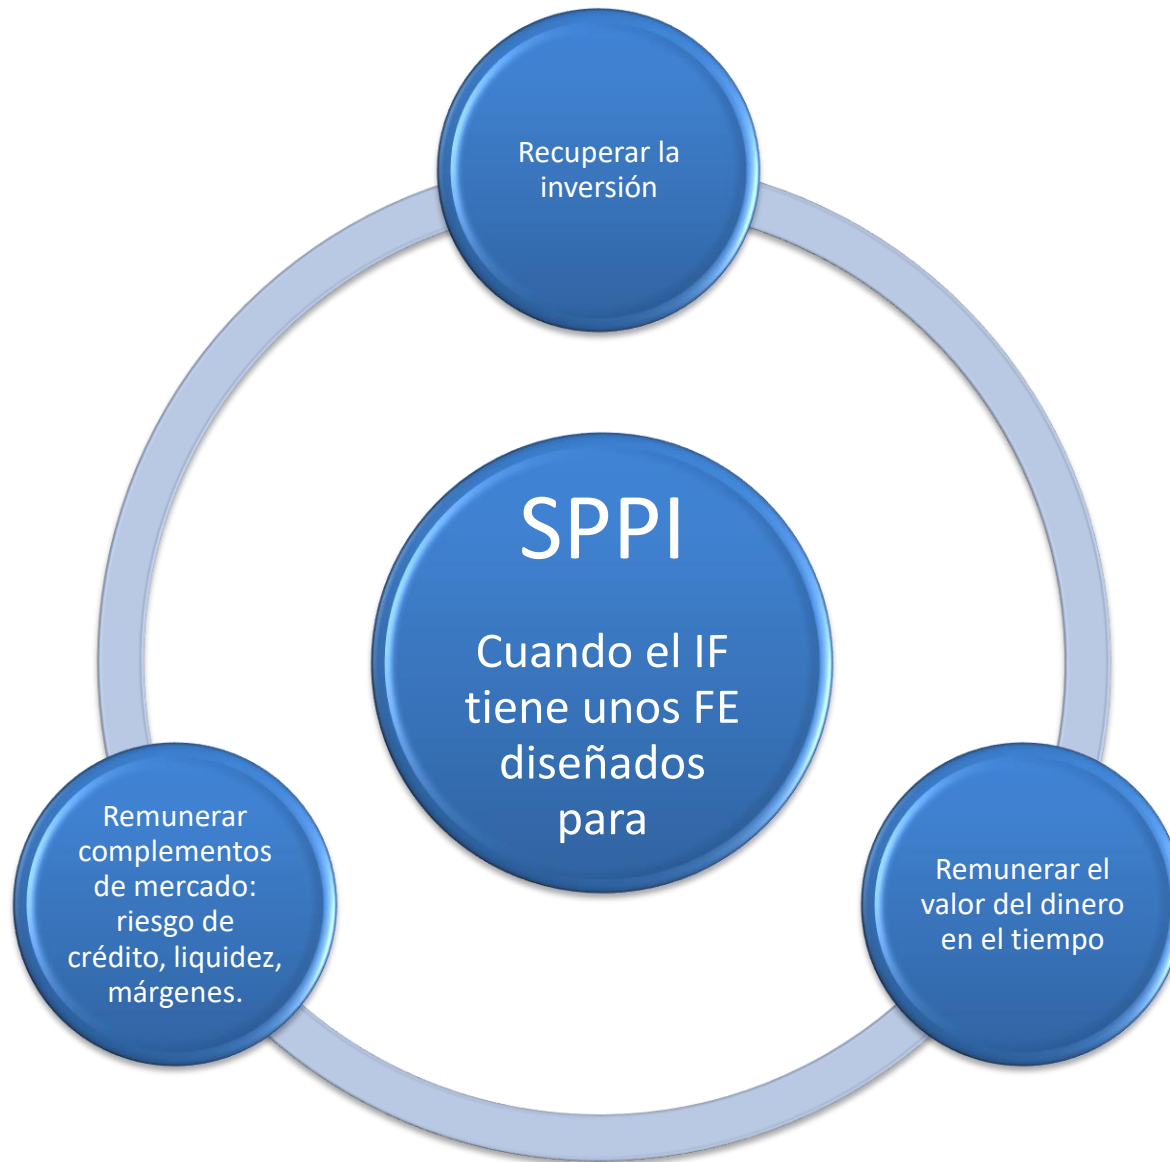 Recuperar la
inversión
SPPI
Cuando el IF
tiene unos FE
diseñados
para
Remunerar
complementos
de mercado:
riesgo de
crédito, liquidez,
márgenes.
Remunerar el
valor del dinero
en el tiempo